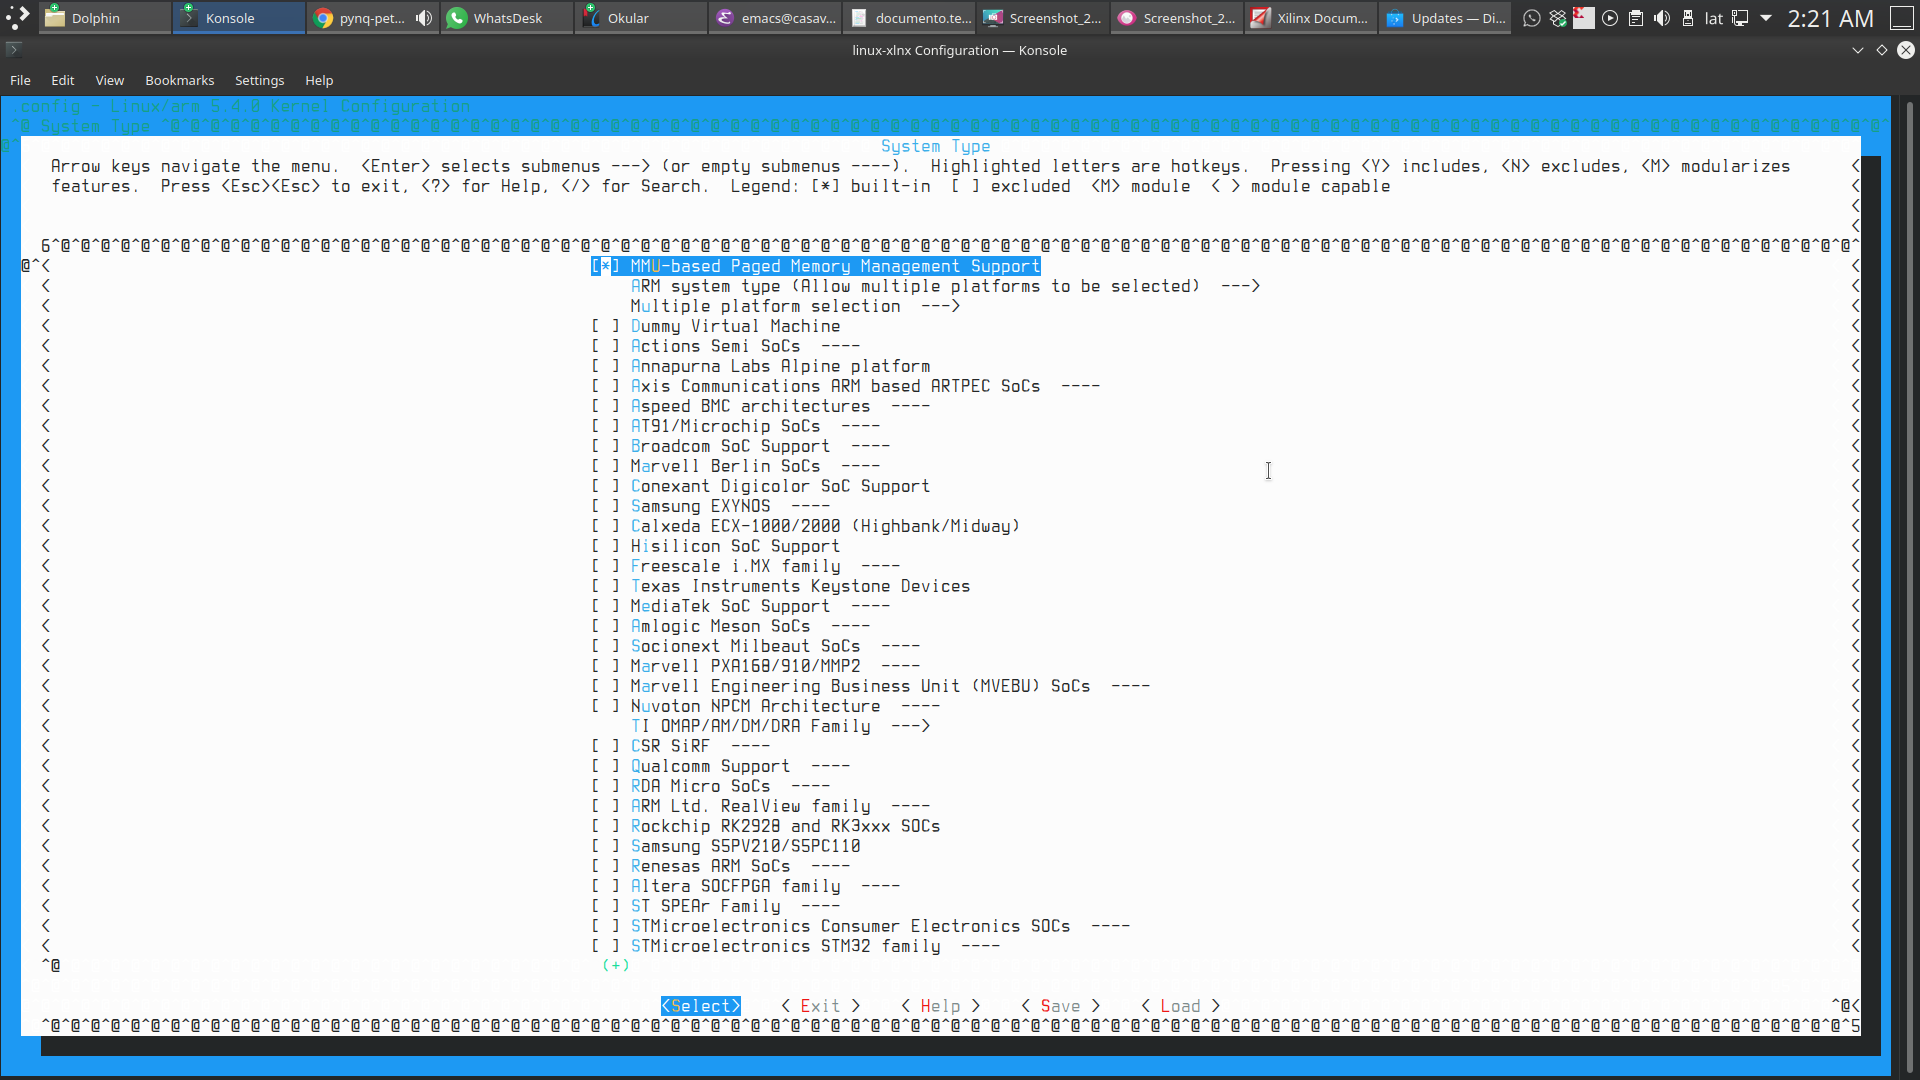 Dolphin
Konsole
pynq-pet...
WhatsDesk
Okular
emacs@casav...
documento.te...
Screenshot_2...
Screenshot_2...
Xilinx Docum...
Updates — Di...
lat
2:21 AM
linux-xlnx Configuration — Konsole
File Edit View Bookmarks Settings Help
.config - Linux/arm 5.4.0 Kernel Configuration
System Type
System Type
Arrow keys navigate the menu.  <Enter> selects submenus ---> (or empty submenus ----).  Highlighted letters are hotkeys.  Pressing <Y> includes, <N> excludes, <M> modularizes
features.  Press <Esc><Esc> to exit, <?> for Help, </> for Search.  Legend: [*] built-in  [ ] excluded  <M> module  < > module capable
[*] MMU-based Paged Memory Management Support
ARM system type (Allow multiple platforms to be selected)  --->
Multiple platform selection  --->
[ ] Dummy Virtual Machine
[ ] Actions Semi SoCs  ----
[ ] Annapurna Labs Alpine platform
[ ] Axis Communications ARM based ARTPEC SoCs  ----
[ ] Aspeed BMC architectures  ----
[ ] AT91/Microchip SoCs  ----
[ ] Broadcom SoC Support  ----
[ ] Marvell Berlin SoCs  ----
[ ] Conexant Digicolor SoC Support
[ ] Samsung EXYNOS  ----
[ ] Calxeda ECX-1000/2000 (Highbank/Midway)
[ ] Hisilicon SoC Support
[ ] Freescale i.MX family  ----
[ ] Texas Instruments Keystone Devices
[ ] MediaTek SoC Support  ----
[ ] Amlogic Meson SoCs  ----
[ ] Socionext Milbeaut SoCs  ----
[ ] Marvell PXA168/910/MMP2  ----
[ ] Marvell Engineering Business Unit (MVEBU) SoCs  ----
[ ] Nuvoton NPCM Architecture  ----
TI OMAP/AM/DM/DRA Family  --->
[ ] CSR SiRF  ----
[ ] Qualcomm Support  ----
[ ] RDA Micro SoCs  ----
[ ] ARM Ltd. RealView family  ----
[ ] Rockchip RK2928 and RK3xxx SOCs
[ ] Samsung S5PV210/S5PC110
[ ] Renesas ARM SoCs  ----
[ ] Altera SOCFPGA family  ----
[ ] ST SPEAr Family  ----
[ ] STMicroelectronics Consumer Electronics SOCs  ----
[ ] STMicroelectronics STM32 family  ----
^@ (+)
<Select>    < Exit >    < Help >    < Save >    < Load >